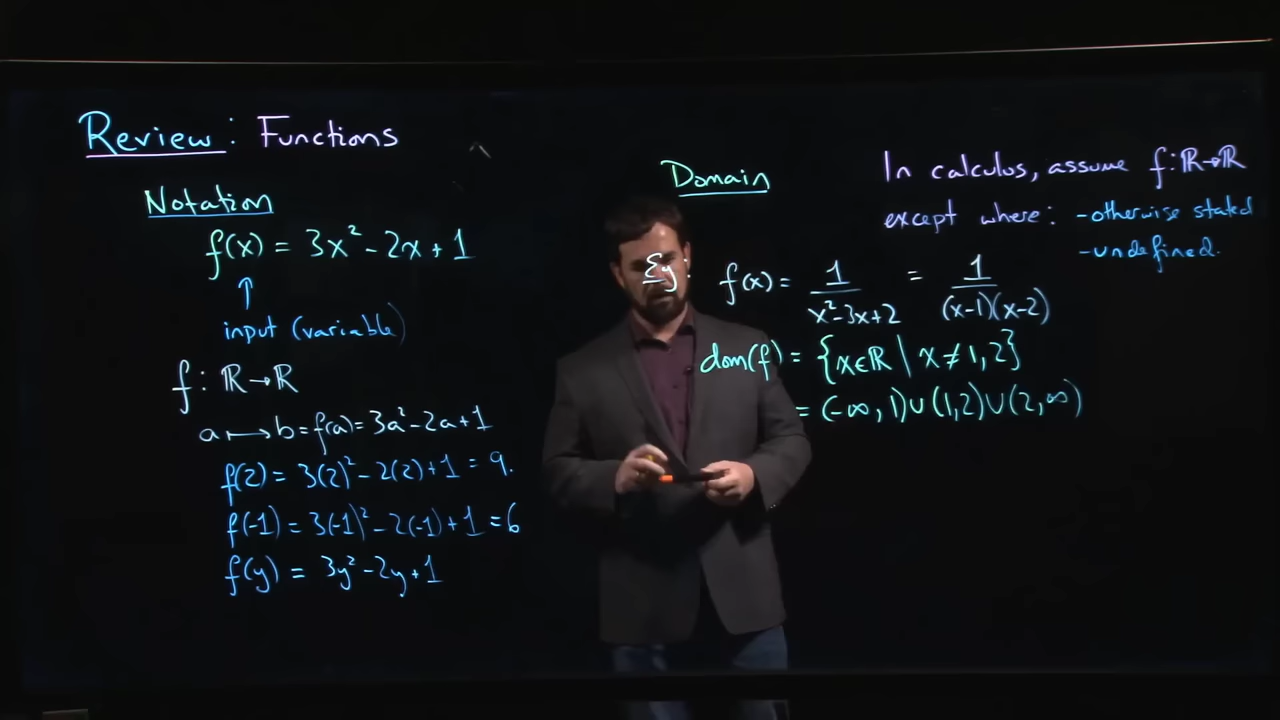 Review: Functions
Notation
f(x) = 3x² - 2x + 1
↑
input (variable)
f: ℝ→ℝ
a ↦ b = f(a) = 3a² - 2a + 1
f(2) = 3(2)² - 2(2) + 1 = 9.
f(-1) = 3(-1)² - 2(-1) + 1 = 6
f(y) = 3y² - 2y + 1
Domain
In calculus, assume f: ℝ→ℝ
except where: - otherwise stated
- undefined.
Eg: f(x) = 1/(x²-3x+2) = 1/((x-1)(x-2))
dom(f) = {x∈ℝ | x ≠ 1, 2}
= (-∞, 1) ∪ (1, 2) ∪ (2, ∞)